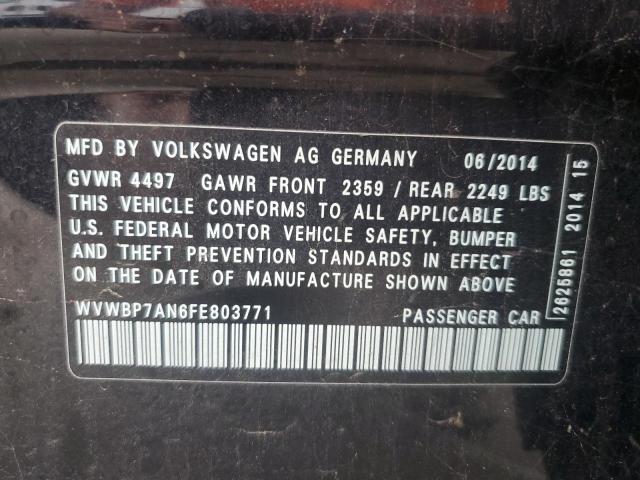 MFD BY VOLKSWAGEN AG GERMANY 06/2014
GVWR 4497 GAWR FRONT 2359 / REAR 2249 LBS
THIS VEHICLE CONFORMS TO ALL APPLICABLE
U.S. FEDERAL MOTOR VEHICLE SAFETY, BUMPER
AND THEFT PREVENTION STANDARDS IN EFFECT
ON THE DATE OF MANUFACTURE SHOWN ABOVE
WVWBP7AN6FE803771 PASSENGER CAR
2625861 2014 15